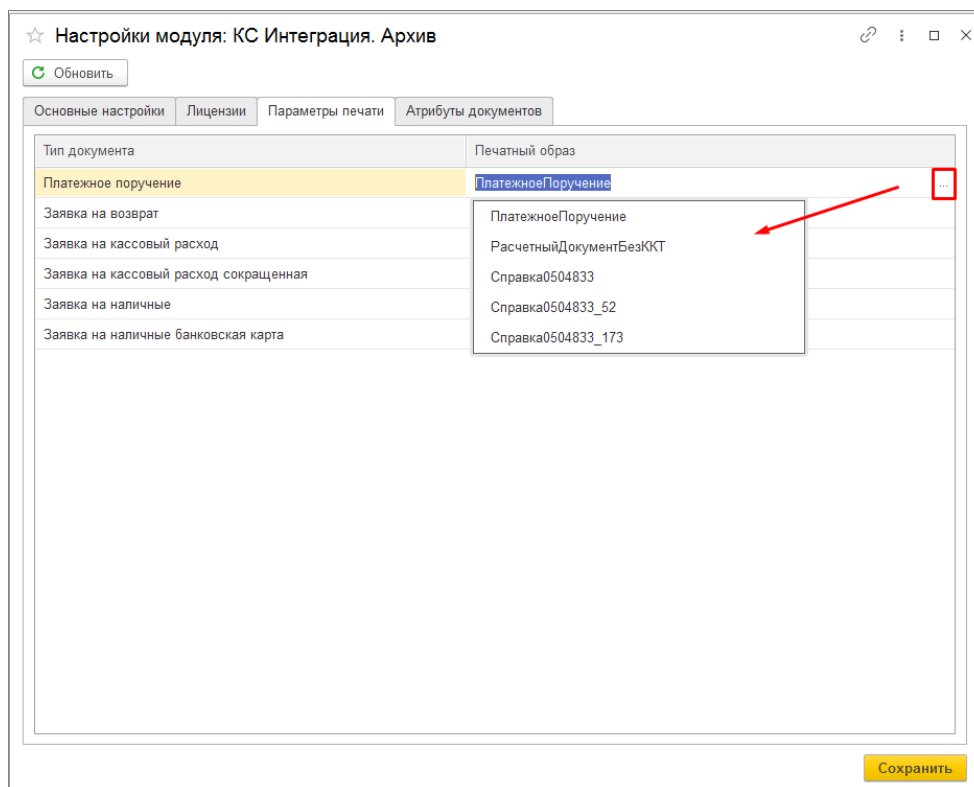 Настройки модуля: КС Интеграция. Архив
Обновить
Основные настройки Лицензии Параметры печати Атрибуты документов
Тип документа Печатный образ
Платежное поручение ПлатежноеПоручение ...
Заявка на возврат ПлатежноеПоручение
Заявка на кассовый расход РасчетныйДокументБезККТ
Заявка на кассовый расход сокращенная Справка0504833
Заявка на наличные Справка0504833_52
Заявка на наличные банковская карта Справка0504833_173
Сохранить